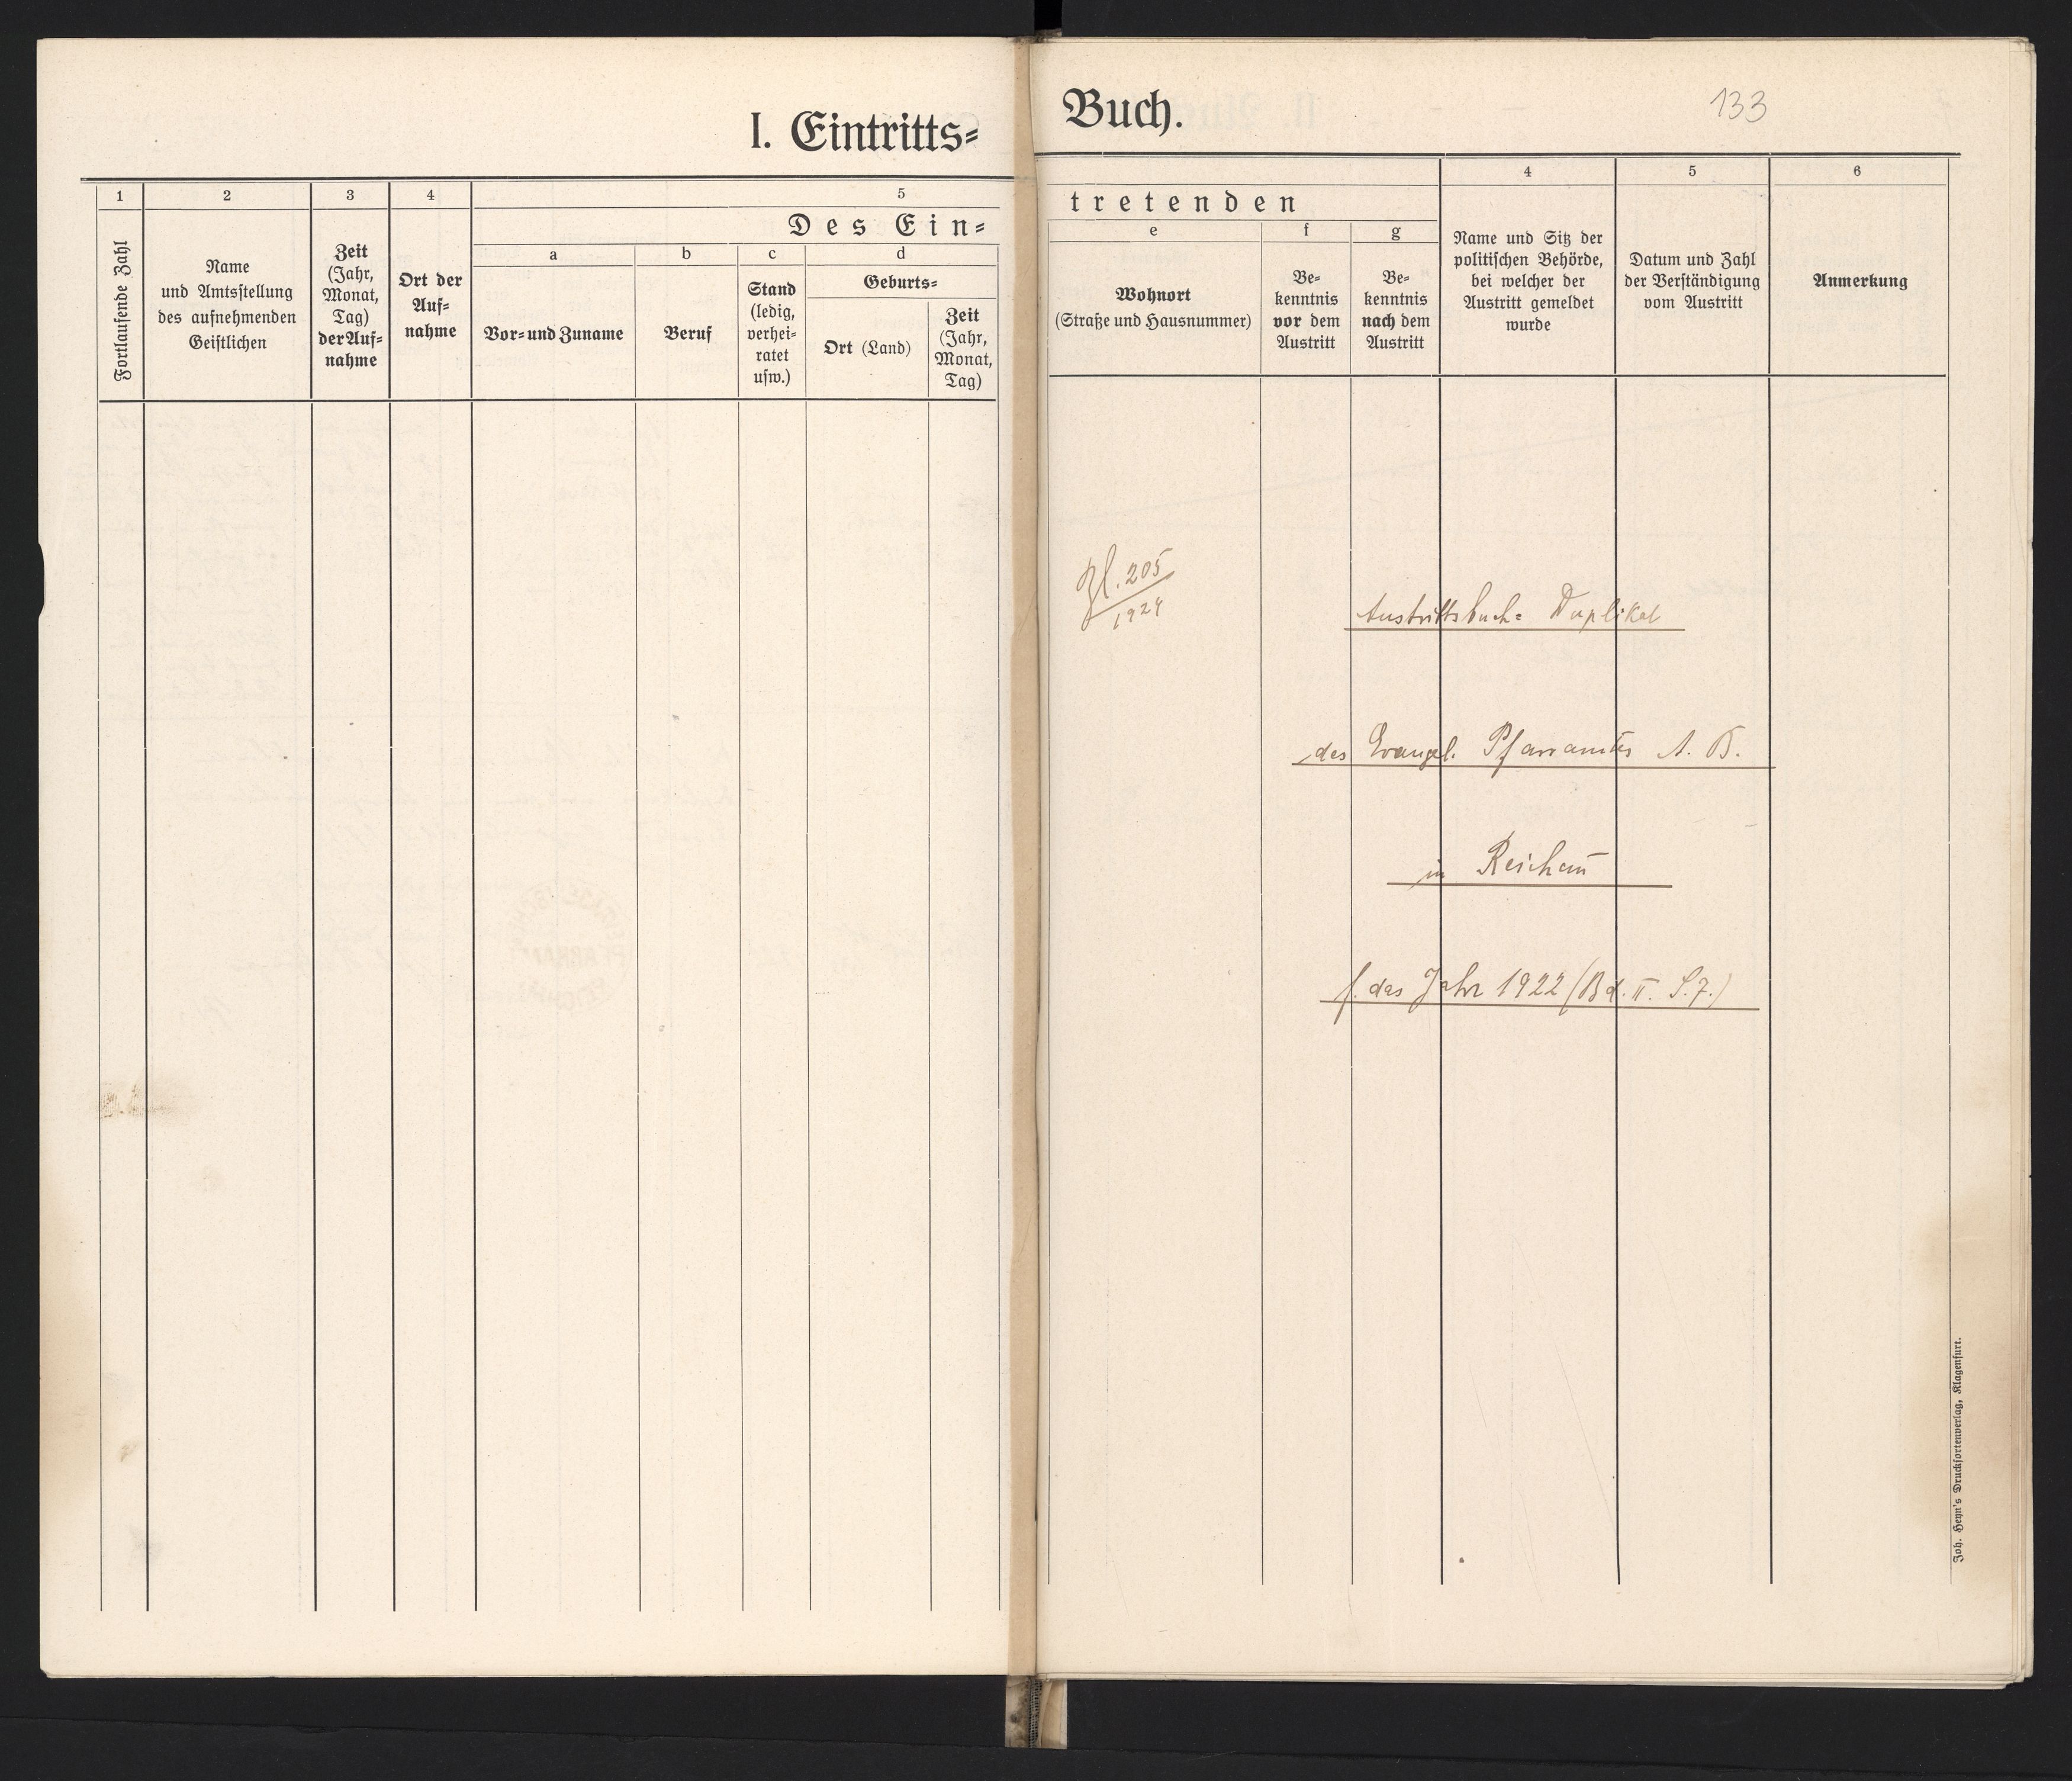 I. Eintritts=
1
2
3
4
5
Des Ein=
a
b
c
d
Fortlaufende Zahl
Name
und Amtsstellung
des aufnehmenden
Geistlichen
Zeit
(Jahr,
Monat,
Tag)
der Auf=
nahme
Ort der
Auf=
nahme
Vor= und Zuname
Beruf
Stand
(ledig,
verhei=
ratet
usw.)
Geburts=
Ort (Land)
Zeit
(Jahr,
Monat,
Tag)
Buch.
133
tretenden
4
5
6
e
f
g
Wohnort
(Straße und Hausnummer)
Be=
kenntnis
vor dem
Austritt
Be=
kenntnis
nach dem
Austritt
Name und Sitz der
politischen Behörde,
bei welcher der
Austritt gemeldet
wurde
Datum und Zahl
der Verständigung
vom Austritt
Anmerkung
Zl. 205
1924
Austrittsbuch= Duplikat
des Evangel. Pfarramtes A. B.
in Reichau
f. das Jahr 1922 (Bd. II. S. 7.)
Joh. Heyn's Drucksortenverlag, Klagenfurt.